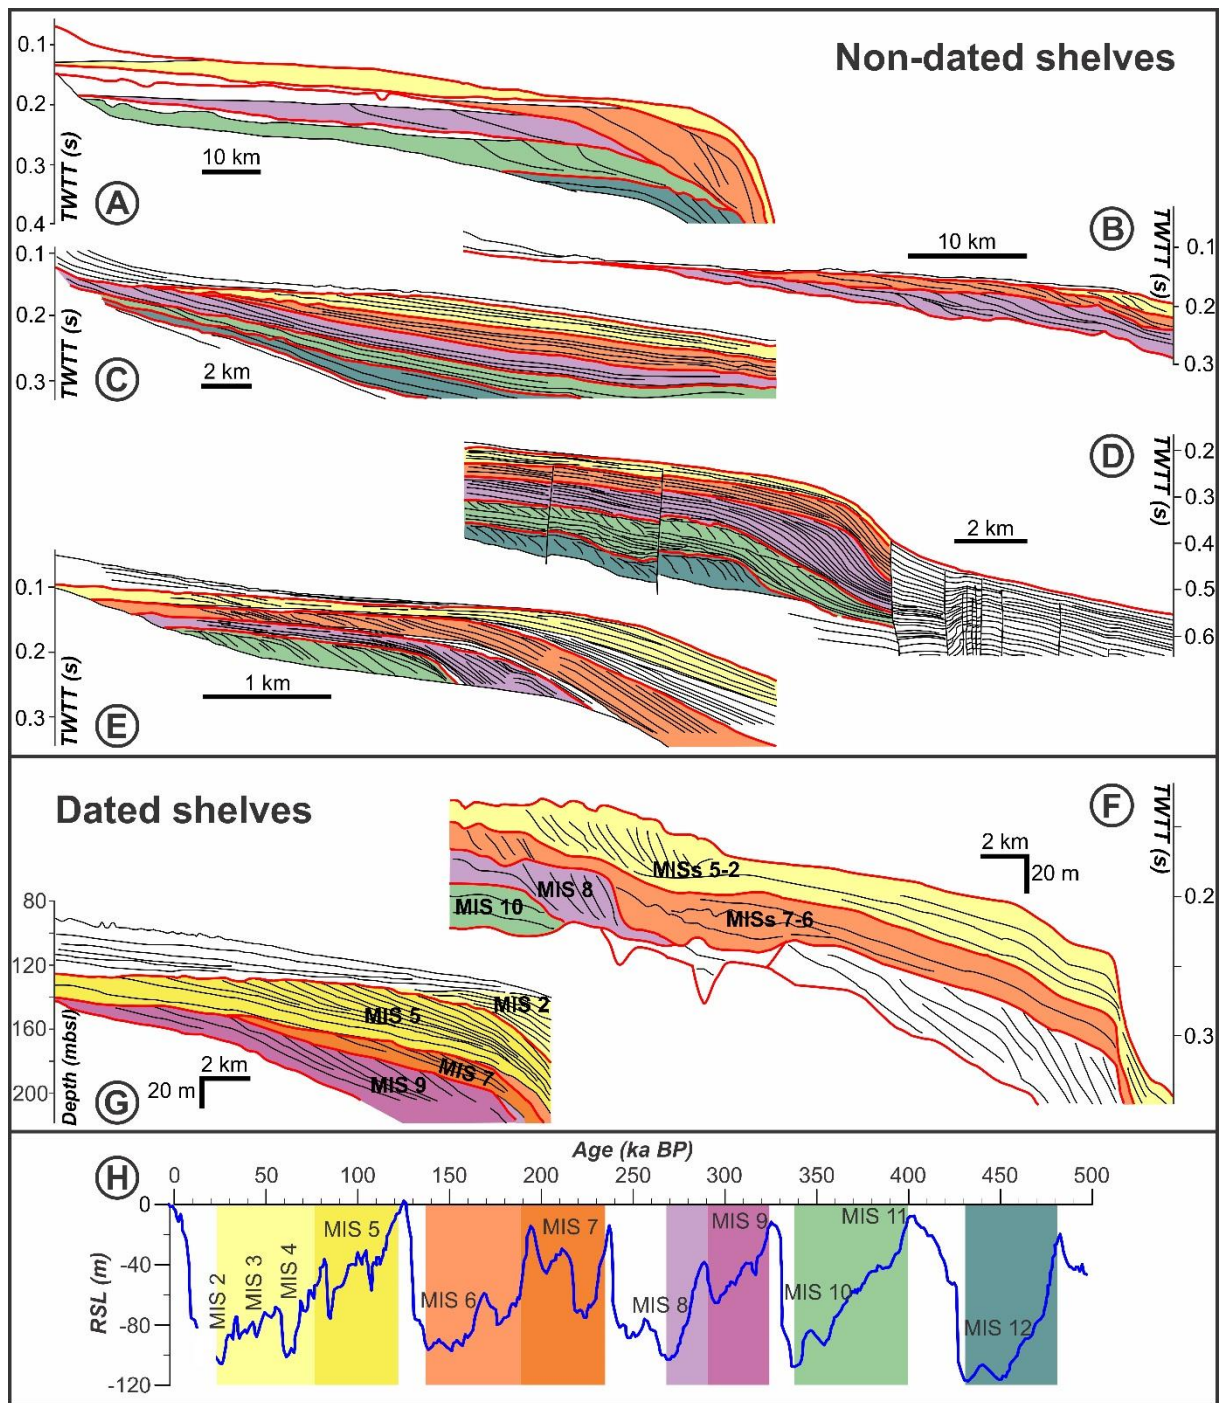 Non-dated shelves
0.1
0.2
0.3
0.4
TWTT (s)
10 km
A
B
10 km
TWTT (s)
0.1
0.2
0.3
0.1
0.2
0.3
TWTT (s)
2 km
C
D
TWTT (s)
0.2
0.3
0.4
0.5
0.6
2 km
0.1
0.2
0.3
TWTT (s)
1 km
E
Dated shelves
F
TWTT (s)
2 km
20 m
0.2
0.3
MISs 5-2
MIS 8
MIS 10
MISs 7-6
80
120
160
200
Depth (mbsl)
MIS 2
MIS 5
MIS 7
MIS 9
2 km
20 m
G
H
Age (ka BP)
0 50 100 150 200 250 300 350 400 450 500
RSL (m)
0
-40
-80
-120
MIS 2
MIS 3
MIS 4
MIS 5
MIS 6
MIS 7
MIS 8
MIS 9
MIS 10
MIS 11
MIS 12